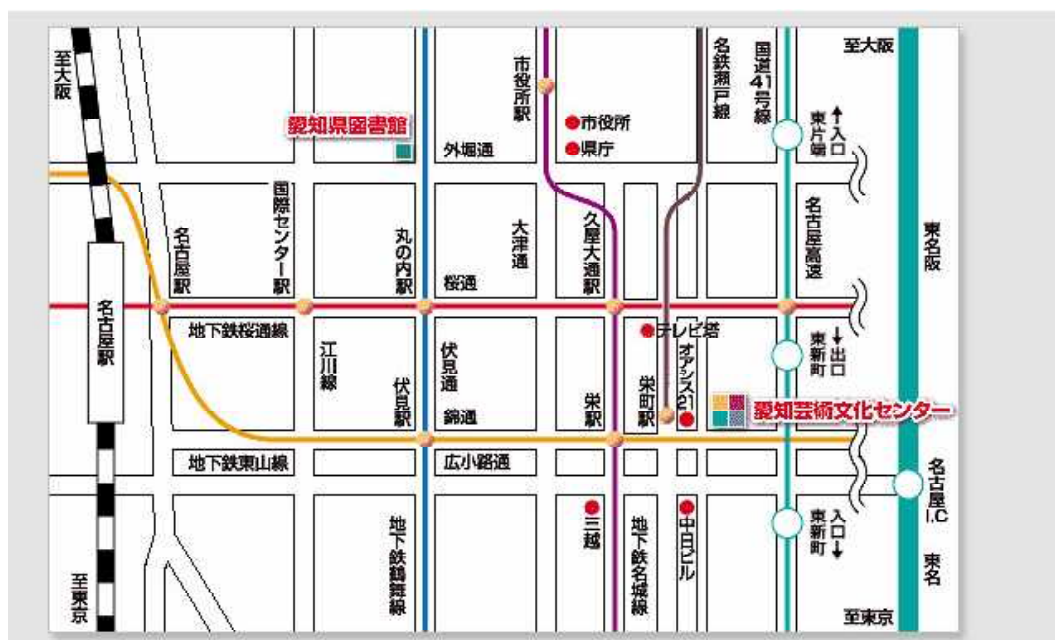 至大阪
市役所駅
名鉄瀬戸線
国道41号線
至大阪
愛知県図書館
外堀通
市役所
県庁
↑入口
東片端
名古屋駅
国際センター駅
丸の内駅
大津通
久屋大通駅
名古屋高速
東名阪
桜通
名古屋駅
地下鉄桜通線
江川線
伏見駅
伏見通
テレビ塔
↓出口
東新町
オアシス21
栄町駅
栄駅
錦通
愛知芸術文化センター
地下鉄東山線
広小路通
名古屋I.C
三越
中日ビル
入口↓
東新町
地下鉄鶴舞線
地下鉄名城線
東名
至東京
至東京